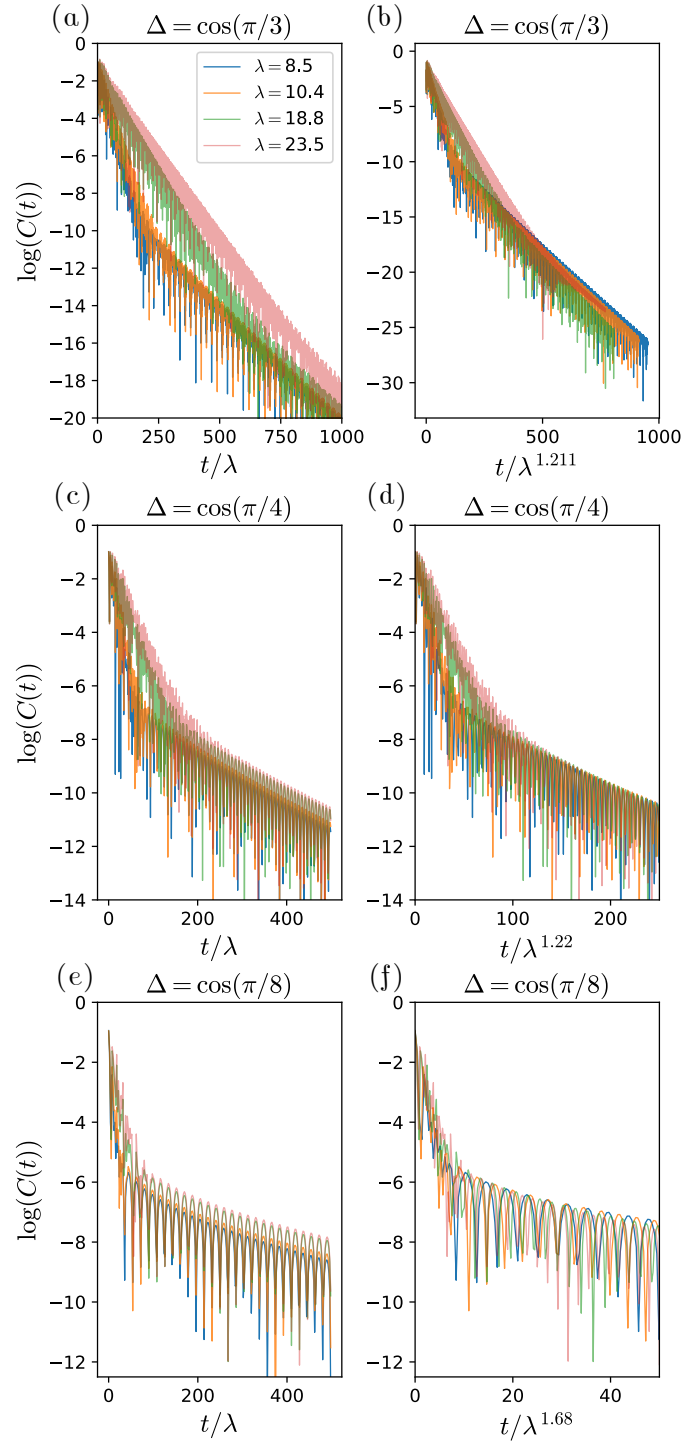 (a) Δ = cos(π/3)
0
−2
−4
−6
−8
−10
−12
−14
−16
−18
−20
log(C(t))
λ = 8.5
λ = 10.4
λ = 18.8
λ = 23.5
0 250 500 750 1000
t/λ
(b) Δ = cos(π/3)
0
−5
−10
−15
−20
−25
−30
0 500 1000
t/λ^1.211
(c) Δ = cos(π/4)
0
−2
−4
−6
−8
−10
−12
−14
log(C(t))
0 200 400
t/λ
(d) Δ = cos(π/4)
0
−2
−4
−6
−8
−10
−12
−14
0 100 200
t/λ^1.22
(e) Δ = cos(π/8)
0
−2
−4
−6
−8
−10
−12
log(C(t))
0 200 400
t/λ
(f) Δ = cos(π/8)
0
−2
−4
−6
−8
−10
−12
0 20 40
t/λ^1.68